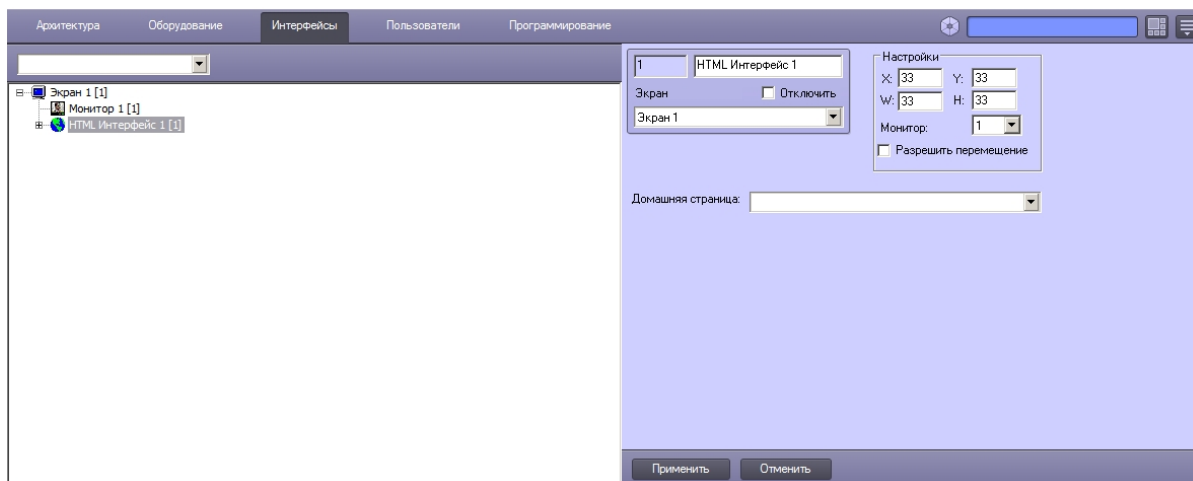 Архитектура Оборудование Интерфейсы Пользователи Программирование
Экран 1 [1]
Монитор 1 [1]
HTML Интерфейс 1 [1]
1 HTML Интерфейс 1
Экран Отключить
Экран 1
Настройки
X: 33 Y: 33
W: 33 H: 33
Монитор: 1
Разрешить перемещение
Домашняя страница:
Применить Отменить